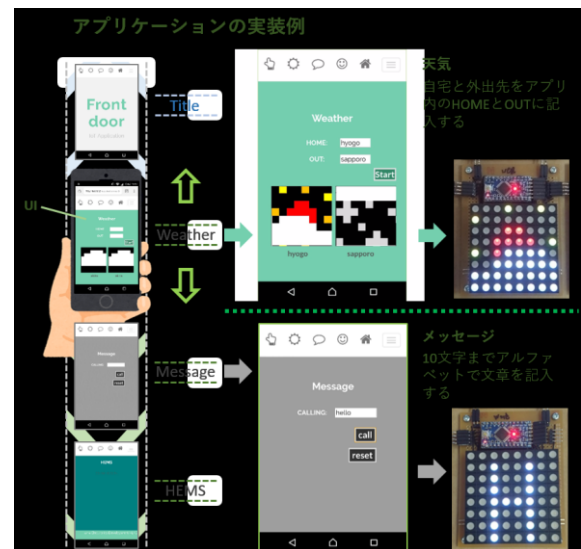 アプリケーションの実装例
Front
door
Title
天気
自宅と外出先をアプリ
内のHOMEとOUTに記
入する
Weather
HOME: hyogo
OUT: sapporo
Start
hyogo
sapporo
UI
Weather
Weather
メッセージ
10文字までアルファ
ベットで文章を記入
する
Message
Message
CALLING: hello
call
reset
Message
call
reset
HOME
HEMS